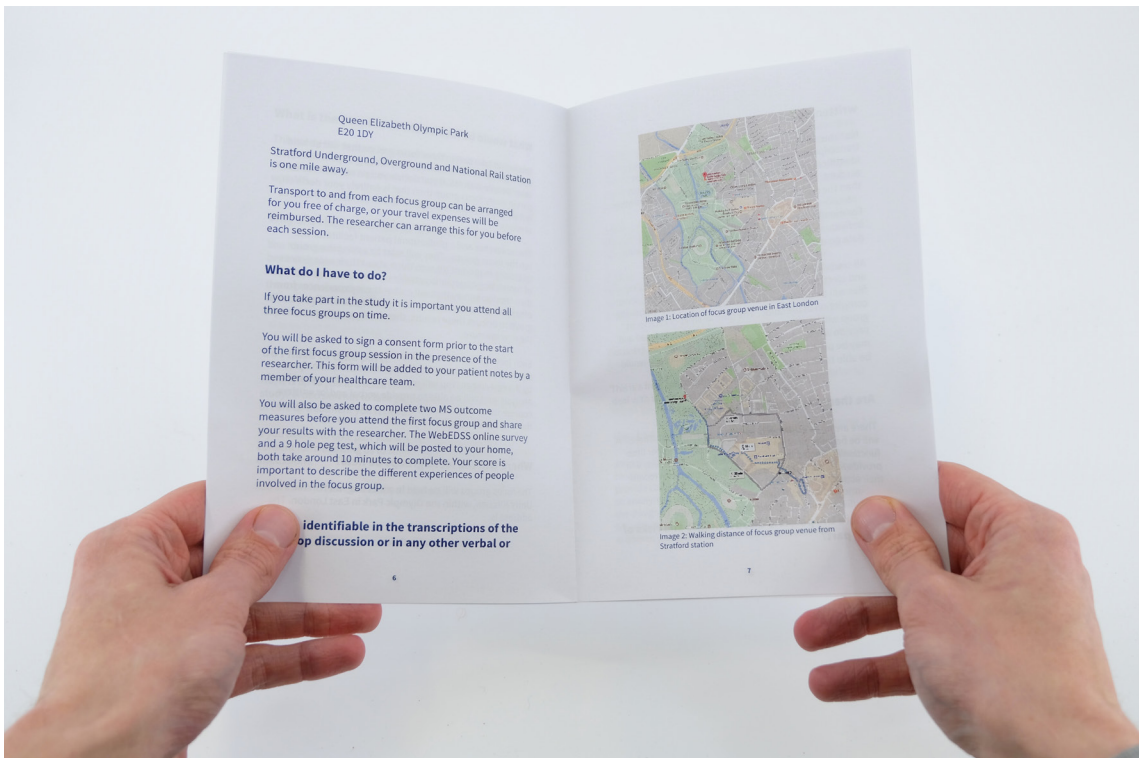 Queen Elizabeth Olympic Park
E20 1DY
Stratford Underground, Overground and National Rail station
is one mile away.
Transport to and from each focus group can be arranged
for you free of charge, or your travel expenses will be
reimbursed. The researcher can arrange this for you before
each session.
What do I have to do?
If you take part in the study it is important you attend all
three focus groups on time.
You will be asked to sign a consent form prior to the start
of the first focus group session in the presence of the
researcher. This form will be added to your patient notes by a
member of your healthcare team.
You will also be asked to complete two MS outcome
measures before you attend the first focus group and share
your results with the researcher. The WebEDSS online survey
and a 9 hole peg test, which will be posted to your home,
both take around 10 minutes to complete. Your score is
important to describe the different experiences of people
involved in the focus group.
identifiable in the transcriptions of the
op discussion or in any other verbal or
6
Image 1: Location of focus group venue in East London
Image 2: Walking distance of focus group venue from
Stratford station
7